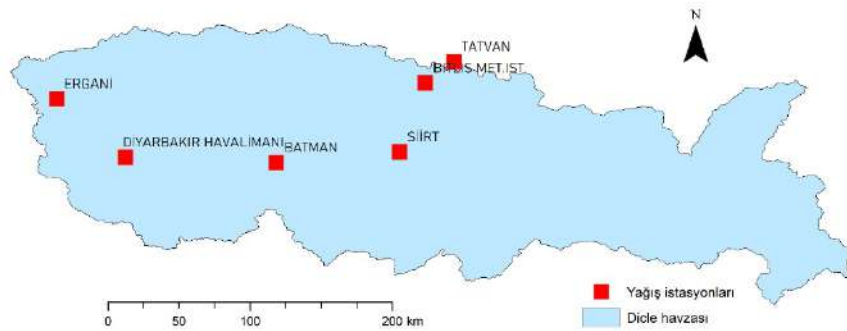 N
TATVAN
BİTLİS MET.İST
ERGANİ
DİYARBAKIR HAVALİMANI
BATMAN
SİİRT
0 50 100 200 km
Yağış istasyonları
Dicle havzası